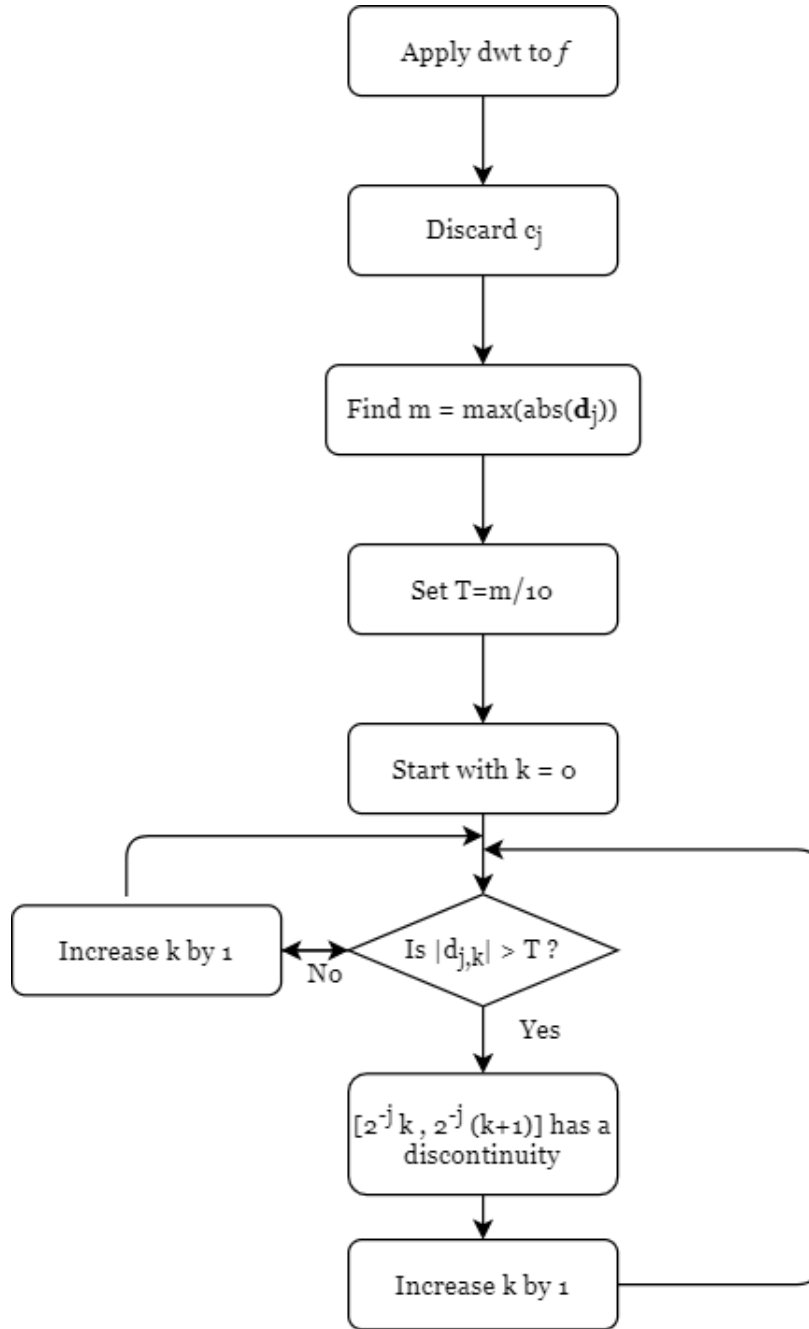 Apply dwt to f
Discard cj
Find m = max(abs(dj))
Set T=m/10
Start with k = 0
Is |dj,k| > T ?
Increase k by 1
No
Yes
[2-j k , 2-j (k+1)] has a
discontinuity
Increase k by 1